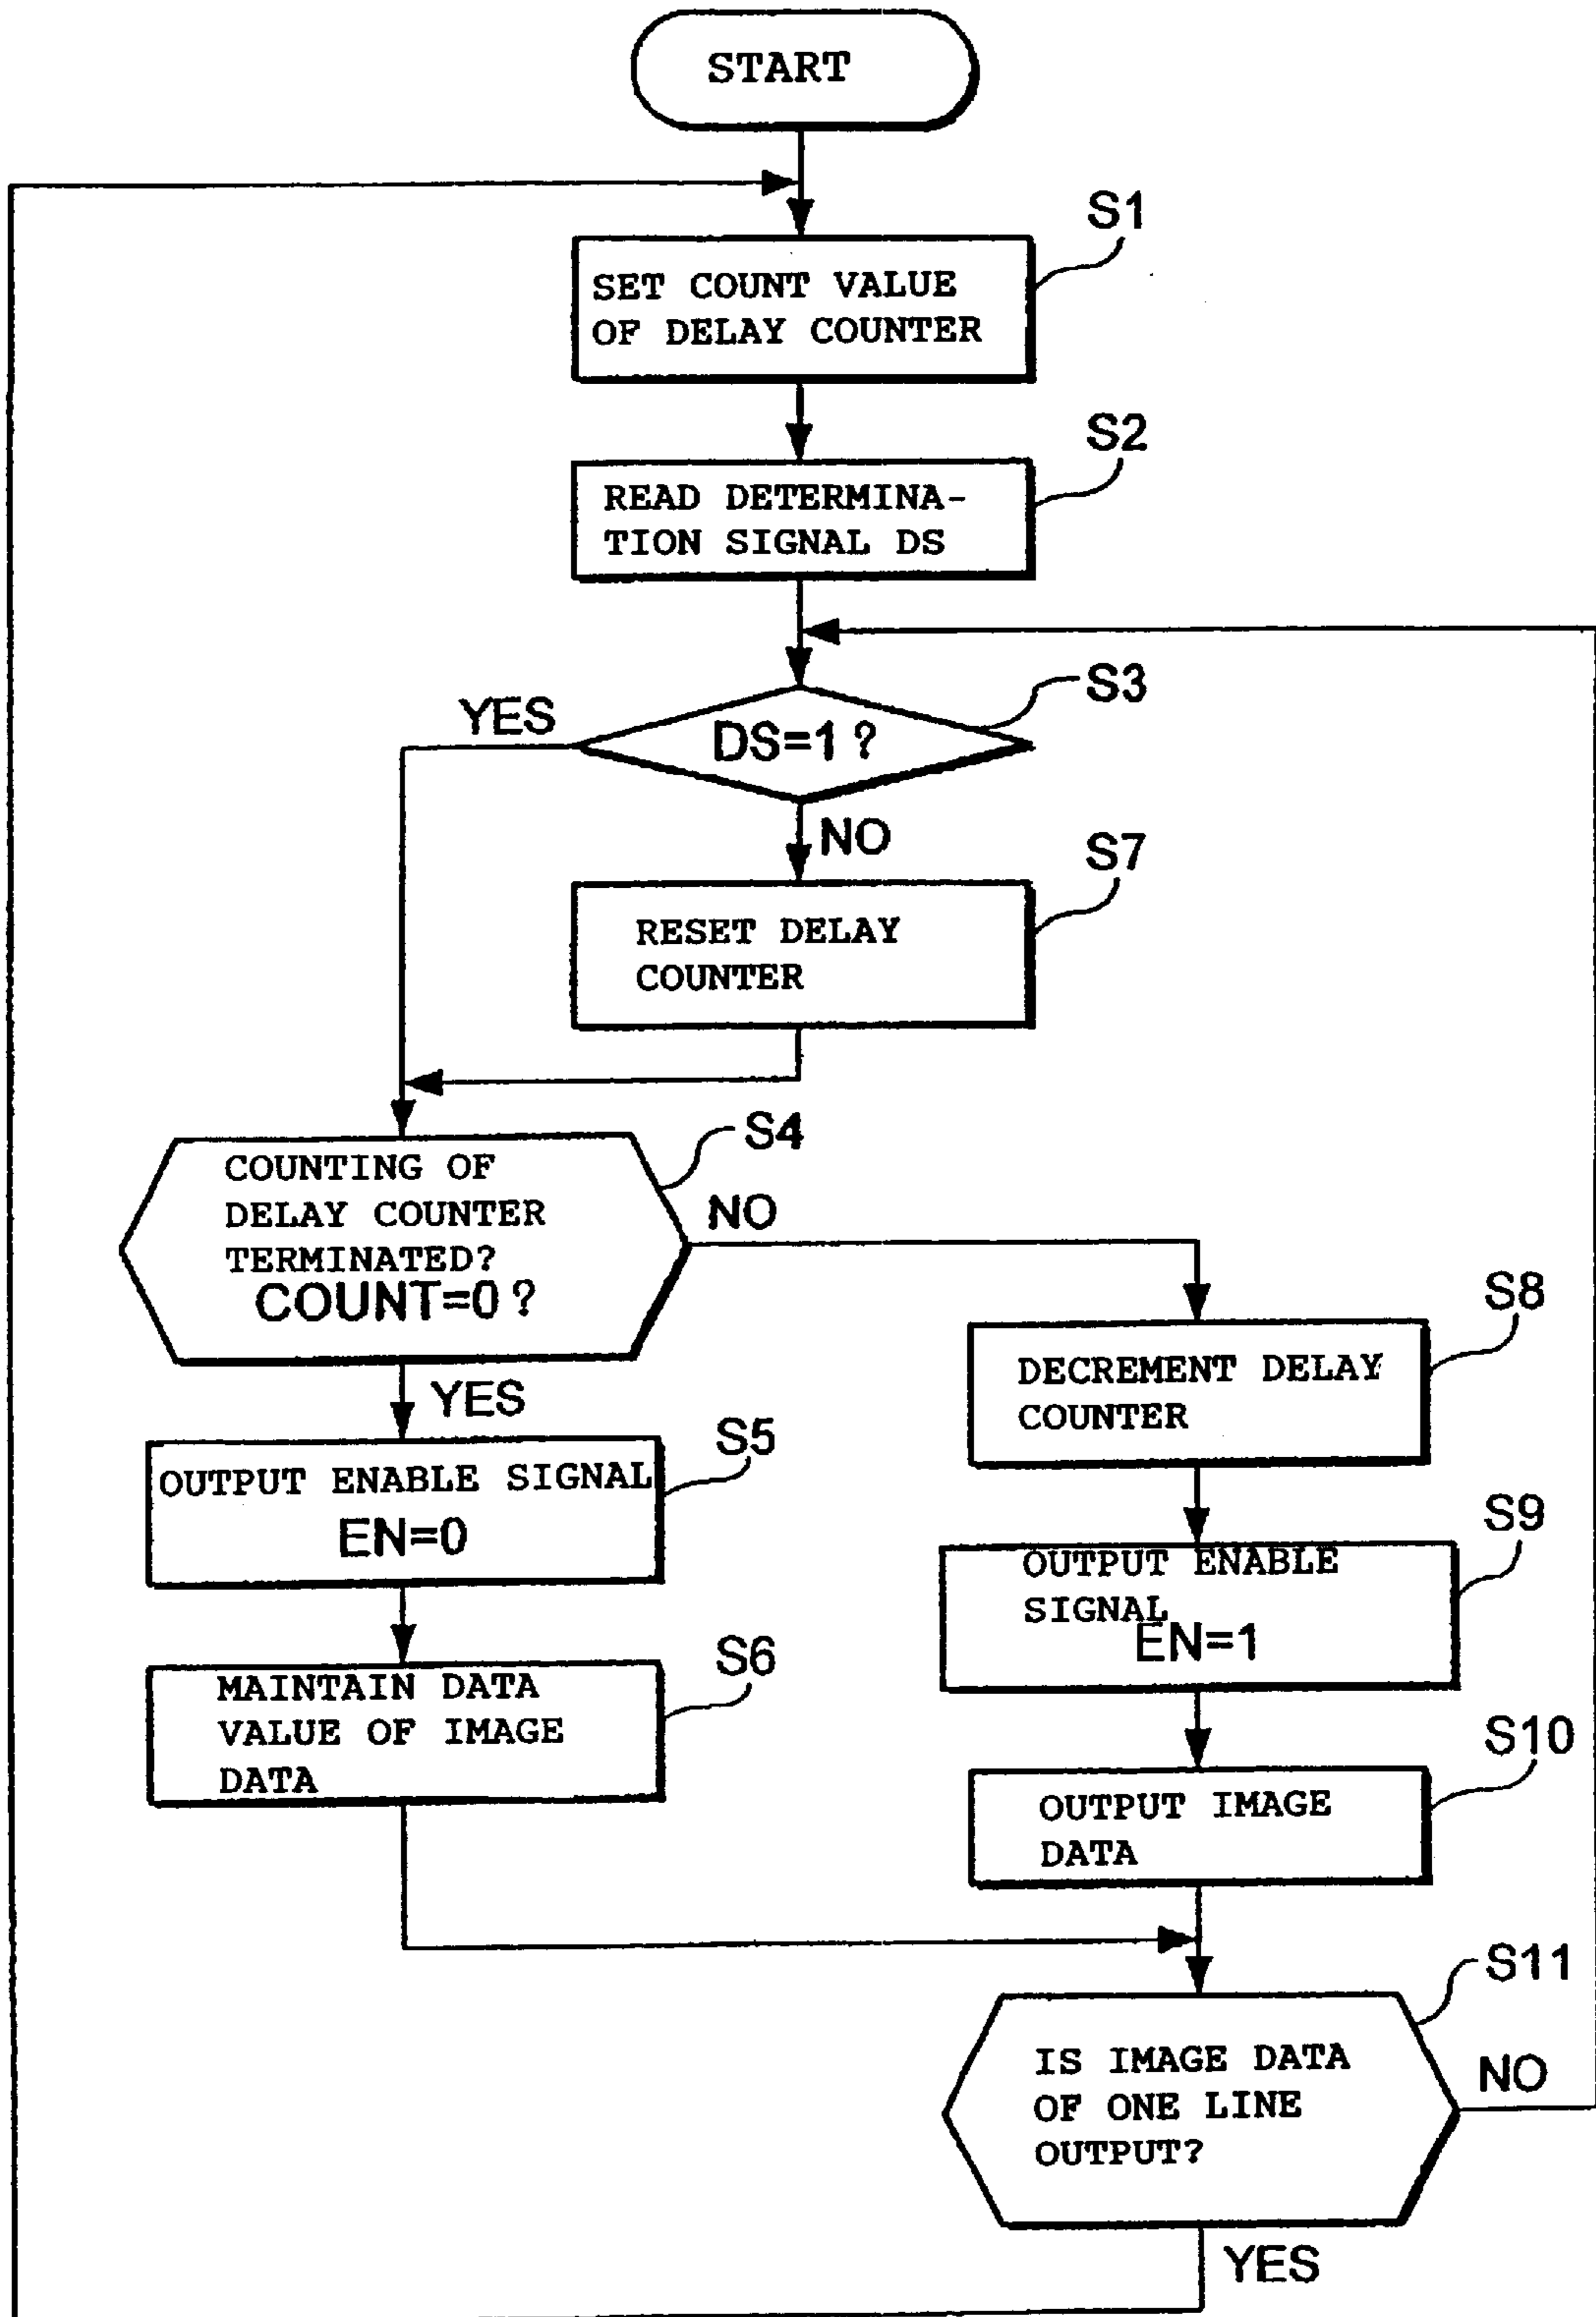 START
S1
SET COUNT VALUE
OF DELAY COUNTER
S2
READ DETERMINA-
TION SIGNAL DS
S3
YES
DS=1?
NO
S7
RESET DELAY
COUNTER
S4
COUNTING OF
DELAY COUNTER
TERMINATED?
COUNT=0?
NO
YES
S5
OUTPUT ENABLE SIGNAL
EN=0
S6
MAINTAIN DATA
VALUE OF IMAGE
DATA
S8
DECREMENT DELAY
COUNTER
S9
OUTPUT ENABLE
SIGNAL
EN=1
S10
OUTPUT IMAGE
DATA
S11
IS IMAGE DATA
OF ONE LINE
OUTPUT?
NO
YES